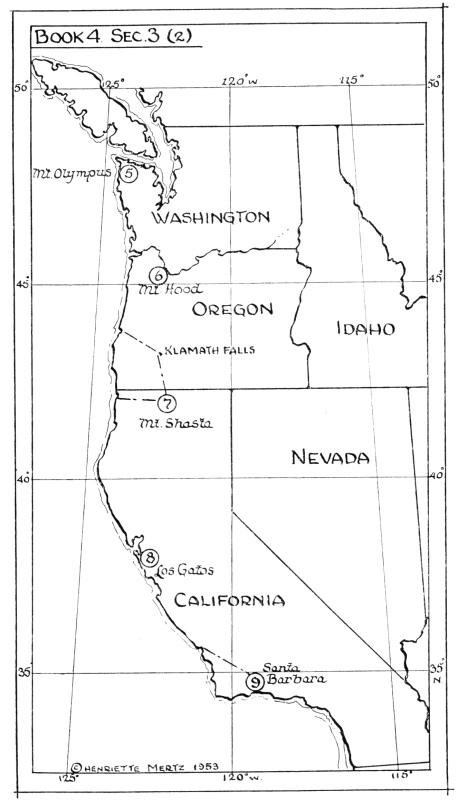 BOOK 4 SEC. 3 (2)
125° 120° W 115°
50° 50°
Mt. Olympus 5
WASHINGTON
6
Mt. Hood
45° 45°
OREGON
IDAHO
KLAMATH FALLS
7
Mt. Shasta
NEVADA
40° 40°
8
Los Gatos
CALIFORNIA
35° 35°
N
Santa
9 Barbara
© HENRIETTE MERTZ 1953
125° 120° W. 115°